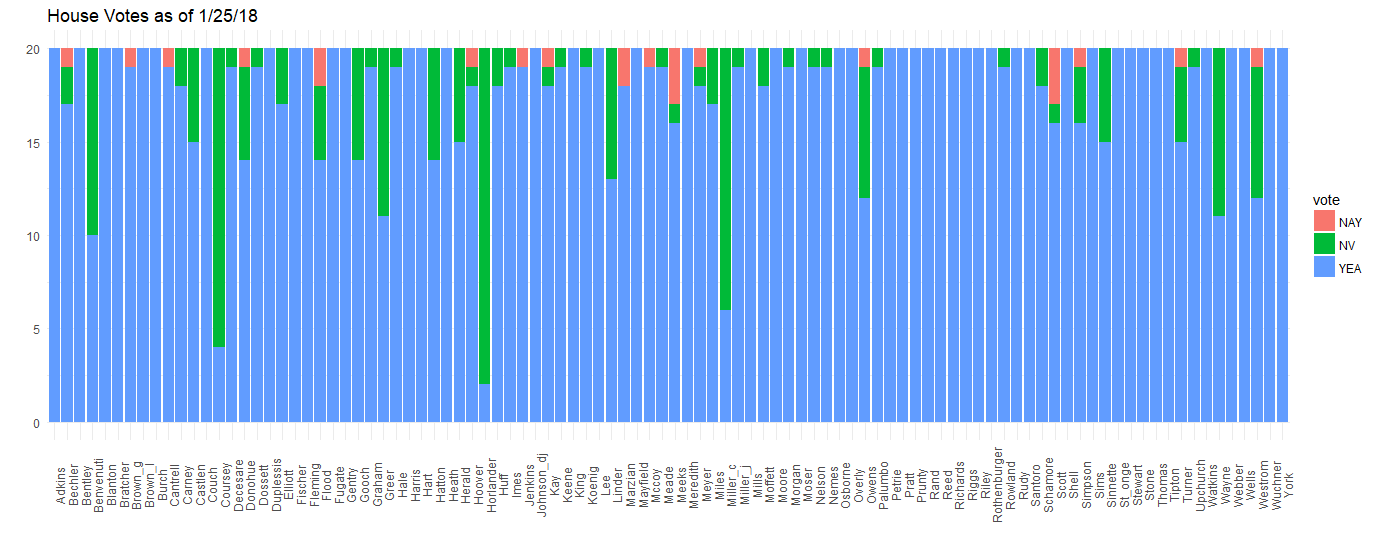 House Votes as of 1/25/18
20
15
10
5
0
vote
NAY
NV
YEA
Adkins
Bechler
Bentley
Benvenuti
Blanton
Bratcher
Brown_g
Brown_j
Burch
Cantrell
Carney
Castlen
Couch
Coursey
Decesare
Donohue
Dossett
Duplessis
Elliott
Fischer
Fleming
Flood
Fugate
Gentry
Gooch
Graham
Greer
Hale
Harris
Hart
Hatton
Heath
Herald
Hoover
Horlander
Huff
Imes
Jenkins
Johnson_dj
Kay
Keene
King
Koenig
Lee
Linder
Marzian
Mayfield
Mccoy
Meade
Meeks
Meredith
Meyer
Miles
Miller_c
Miller_j
Mills
Moffett
Moore
Morgan
Moser
Nelson
Nemes
Osborne
Overly
Owens
Palumbo
Petrie
Pratt
Prunty
Rand
Reed
Richards
Riggs
Riley
Rothenburger
Rowland
Rudy
Santoro
Schamore
Scott
Shell
Simpson
Sims
Sinnette
St_onge
Stewart
Stone
Thomas
Tipton
Turner
Upchurch
Watkins
Wayne
Webber
Wells
Westrom
Wuchner
York